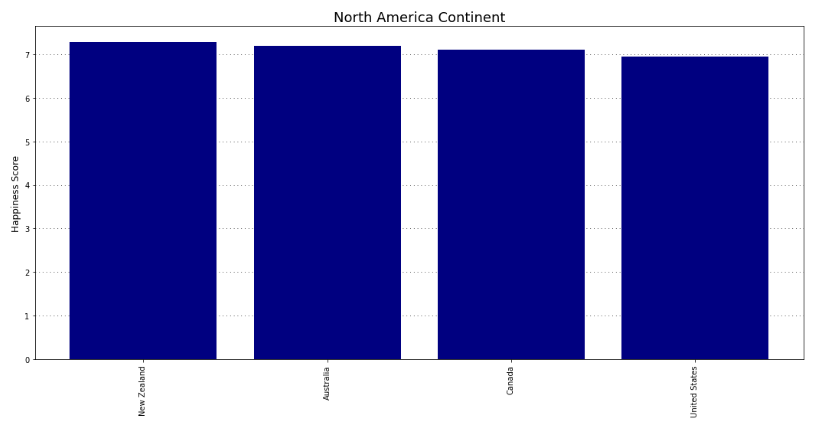 North America Continent
Happiness Score
7
6
5
4
3
2
1
0
New Zealand
Australia
Canada
United States